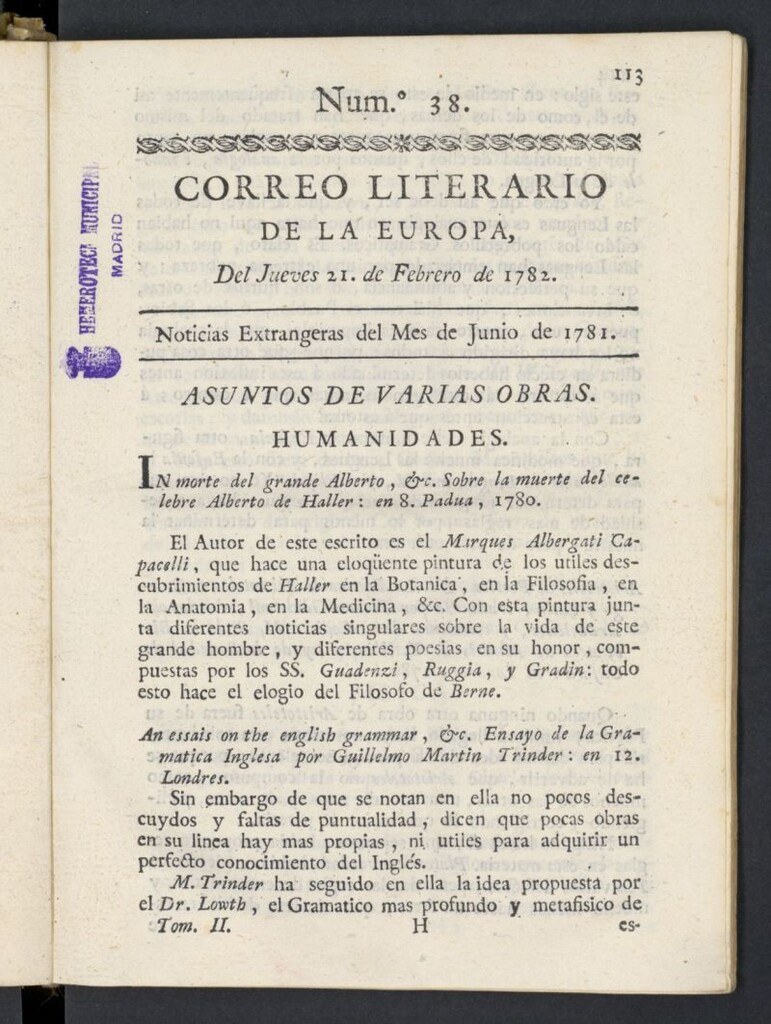 113
Num.º 38.
CORREO LITERARIO
DE LA EUROPA,
Del Jueves 21. de Febrero de 1782.
Noticias Extrangeras del Mes de Junio de 1781.
ASUNTOS DE VARIAS OBRAS.
HUMANIDADES.
IN morte del grande Alberto, &c. Sobre la muerte del ce-
lebre Alberto de Haller: en 8. Padua, 1780.
El Autor de este escrito es el Marques Albergati Ca-
pacelli, que hace una eloqüente pintura de los utiles des-
cubrimientos de Haller en la Botanica, en la Filosofia, en
la Anatomia, en la Medicina, &c. Con esta pintura jun-
ta diferentes noticias singulares sobre la vida de este
grande hombre, y diferentes poesias en su honor, com-
puestas por los SS. Guadenzi, Ruggia, y Gradin: todo
esto hace el elogio del Filosofo de Berne.
An essais on the english grammar, &c. Ensayo de la Gra-
matica Inglesa por Guillelmo Martin Trinder: en 12.
Londres.
Sin embargo de que se notan en ella no pocos des-
cuydos y faltas de puntualidad, dicen que pocas obras
en su linea hay mas propias, ni utiles para adquirir un
perfecto conocimiento del Inglés.
M. Trinder ha seguido en ella la idea propuesta por
el Dr. Lowth, el Gramatico mas profundo y metafisico de
Tom. II. H es-
HEMEROTECA MUNICIPAL
MADRID